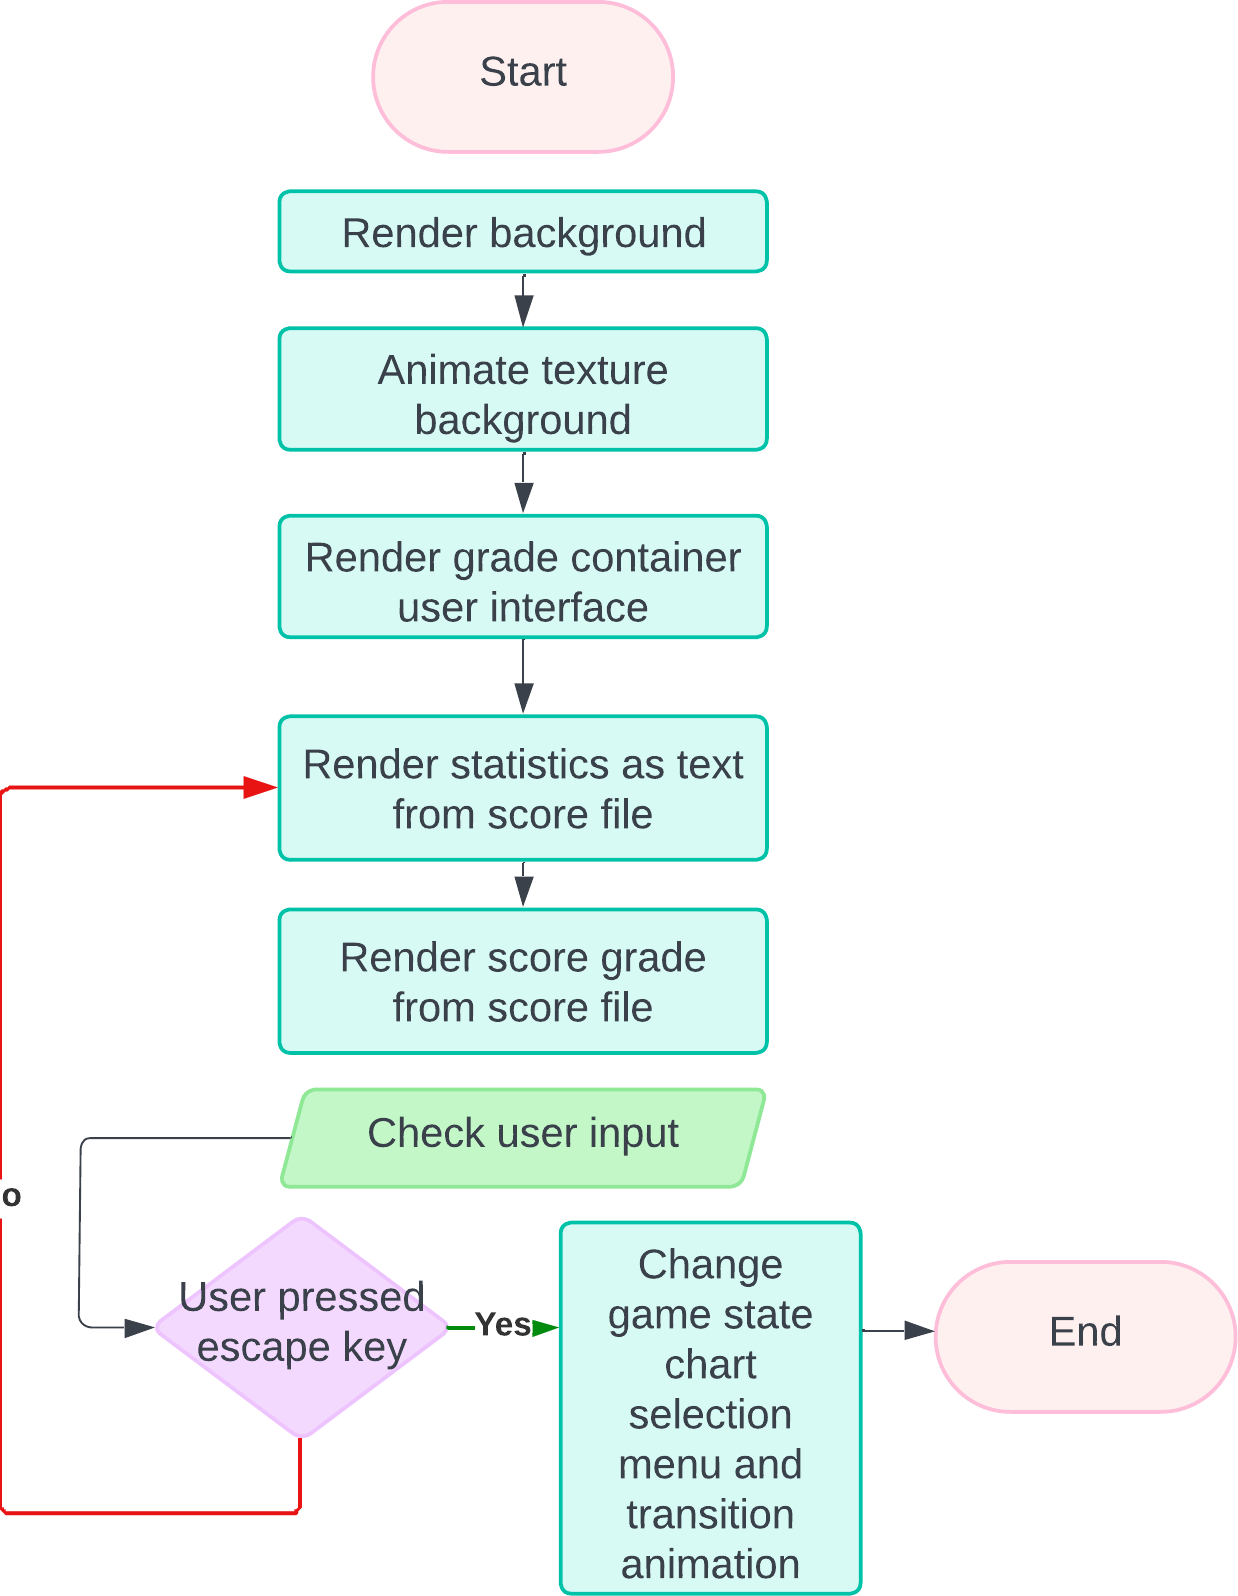 Start
Render background
Animate texture
background
Render grade container
user interface
Render statistics as text
from score file
Render score grade
from score file
Check user input
o
User pressed
escape key
Yes
Change
game state
chart
selection
menu and
transition
animation
End